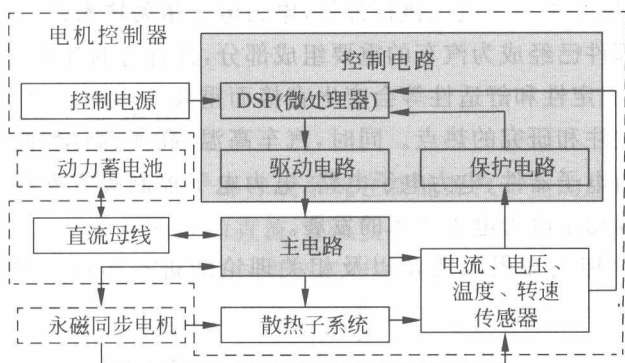 电机控制器
控制电路
控制电源
DSP(微处理器)
动力蓄电池
驱动电路
保护电路
直流母线
主电路
电流、电压、
温度、转速
传感器
永磁同步电机
散热子系统